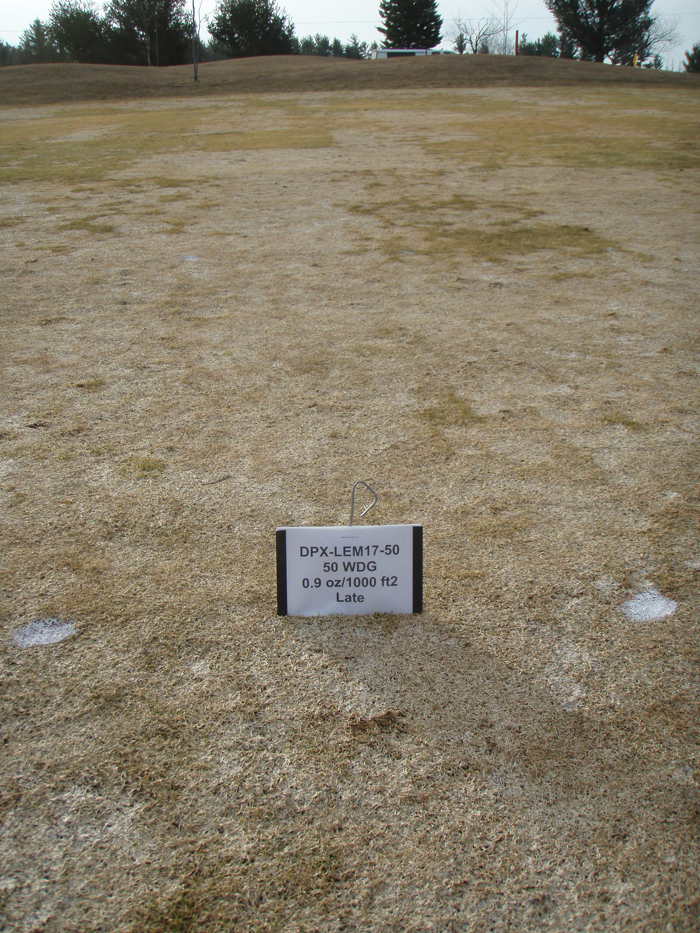 DPX-LEM17-50
50 WDG
0.9 oz/1000 ft2
Late